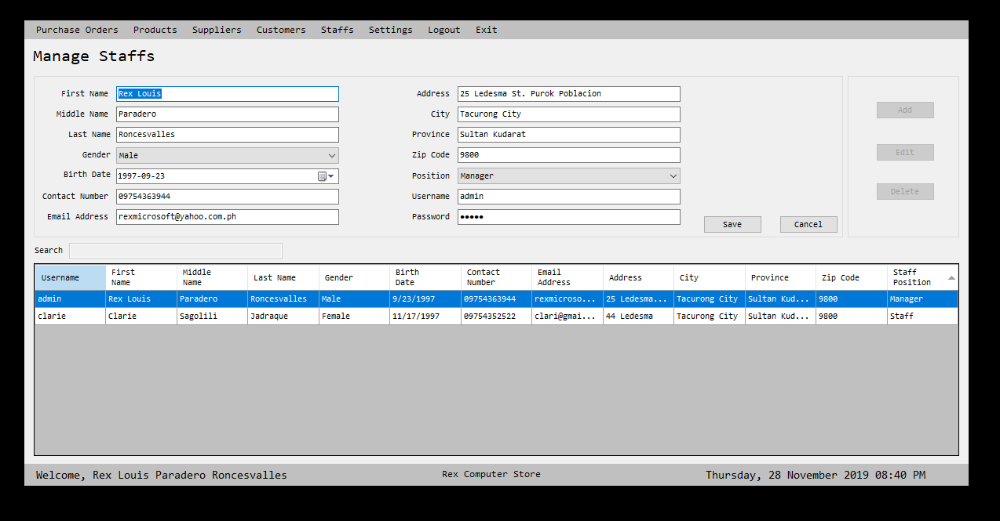 Purchase Orders Products Suppliers Customers Staffs Settings Logout Exit
Manage Staffs
First Name Rex Louis
Middle Name Paradero
Last Name Roncesvalles
Gender Male
Birth Date 1997-09-23
Contact Number 09754363944
Email Address rexmicrosoft@yahoo.com.ph
Address 25 Ledesma St. Purok Poblacion
City Tacurong City
Province Sultan Kudarat
Zip Code 9800
Position Manager
Username admin
Password ●●●●●
Save Cancel
Add
Edit
Delete
Search
Username First Name Middle Name Last Name Gender Birth Date Contact Number Email Address Address City Province Zip Code Staff Position
admin Rex Louis Paradero Roncesvalles Male 9/23/1997 09754363944 rexmicroso... 25 Ledesma... Tacurong City Sultan Kud... 9800 Manager
clarie Clarie Sagolili Jadraque Female 11/17/1997 09754352522 clari@gmai... 44 Ledesma Tacurong City Sultan Kud... 9800 Staff
Welcome, Rex Louis Paradero Roncesvalles Rex Computer Store Thursday, 28 November 2019 08:40 PM